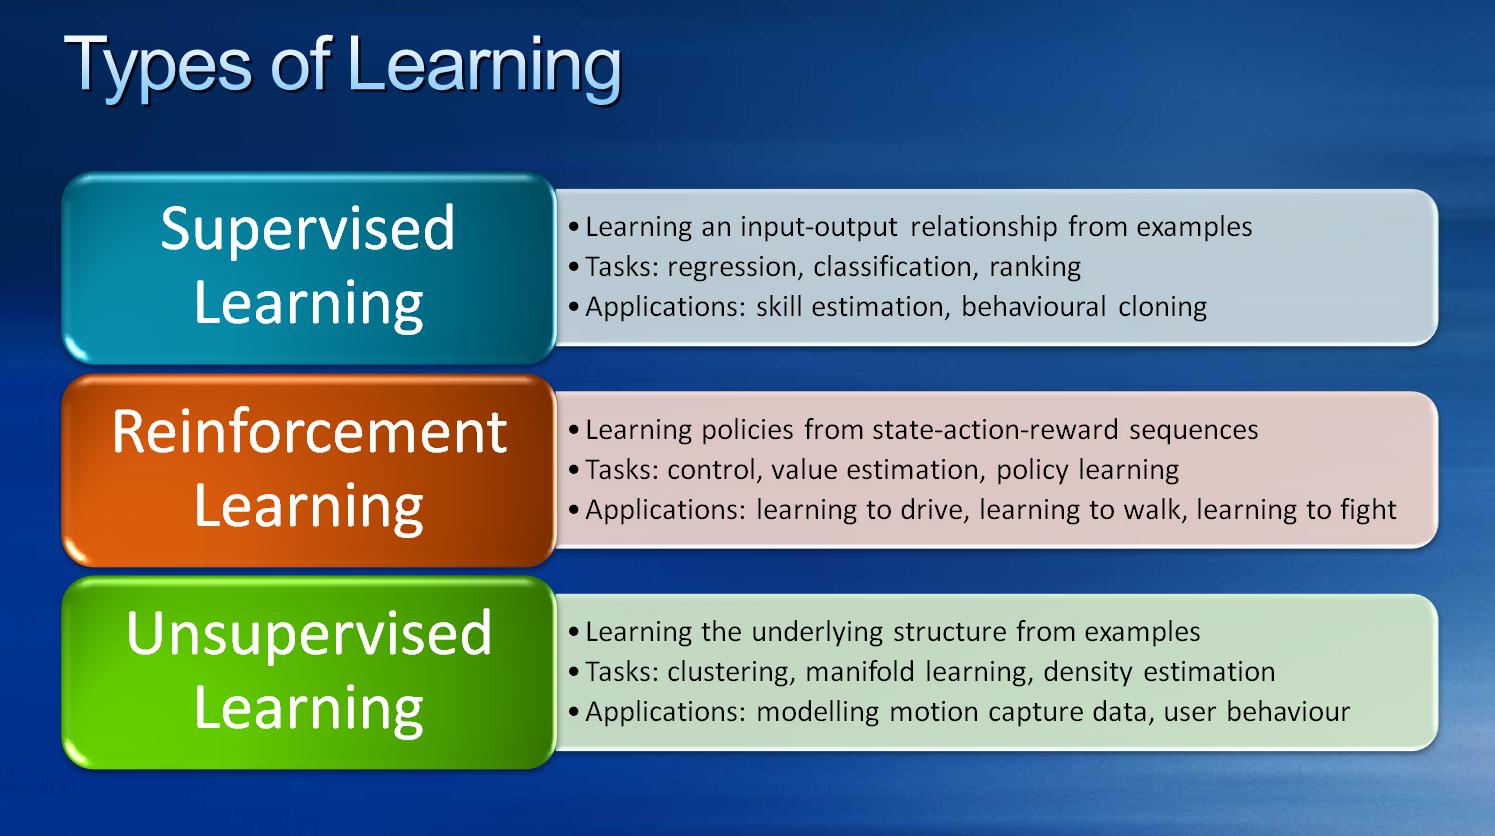 Types of Learning
Supervised
Learning
• Learning an input-output relationship from examples
• Tasks: regression, classification, ranking
• Applications: skill estimation, behavioural cloning
Reinforcement
Learning
• Learning policies from state-action-reward sequences
• Tasks: control, value estimation, policy learning
• Applications: learning to drive, learning to walk, learning to fight
Unsupervised
Learning
• Learning the underlying structure from examples
• Tasks: clustering, manifold learning, density estimation
• Applications: modelling motion capture data, user behaviour